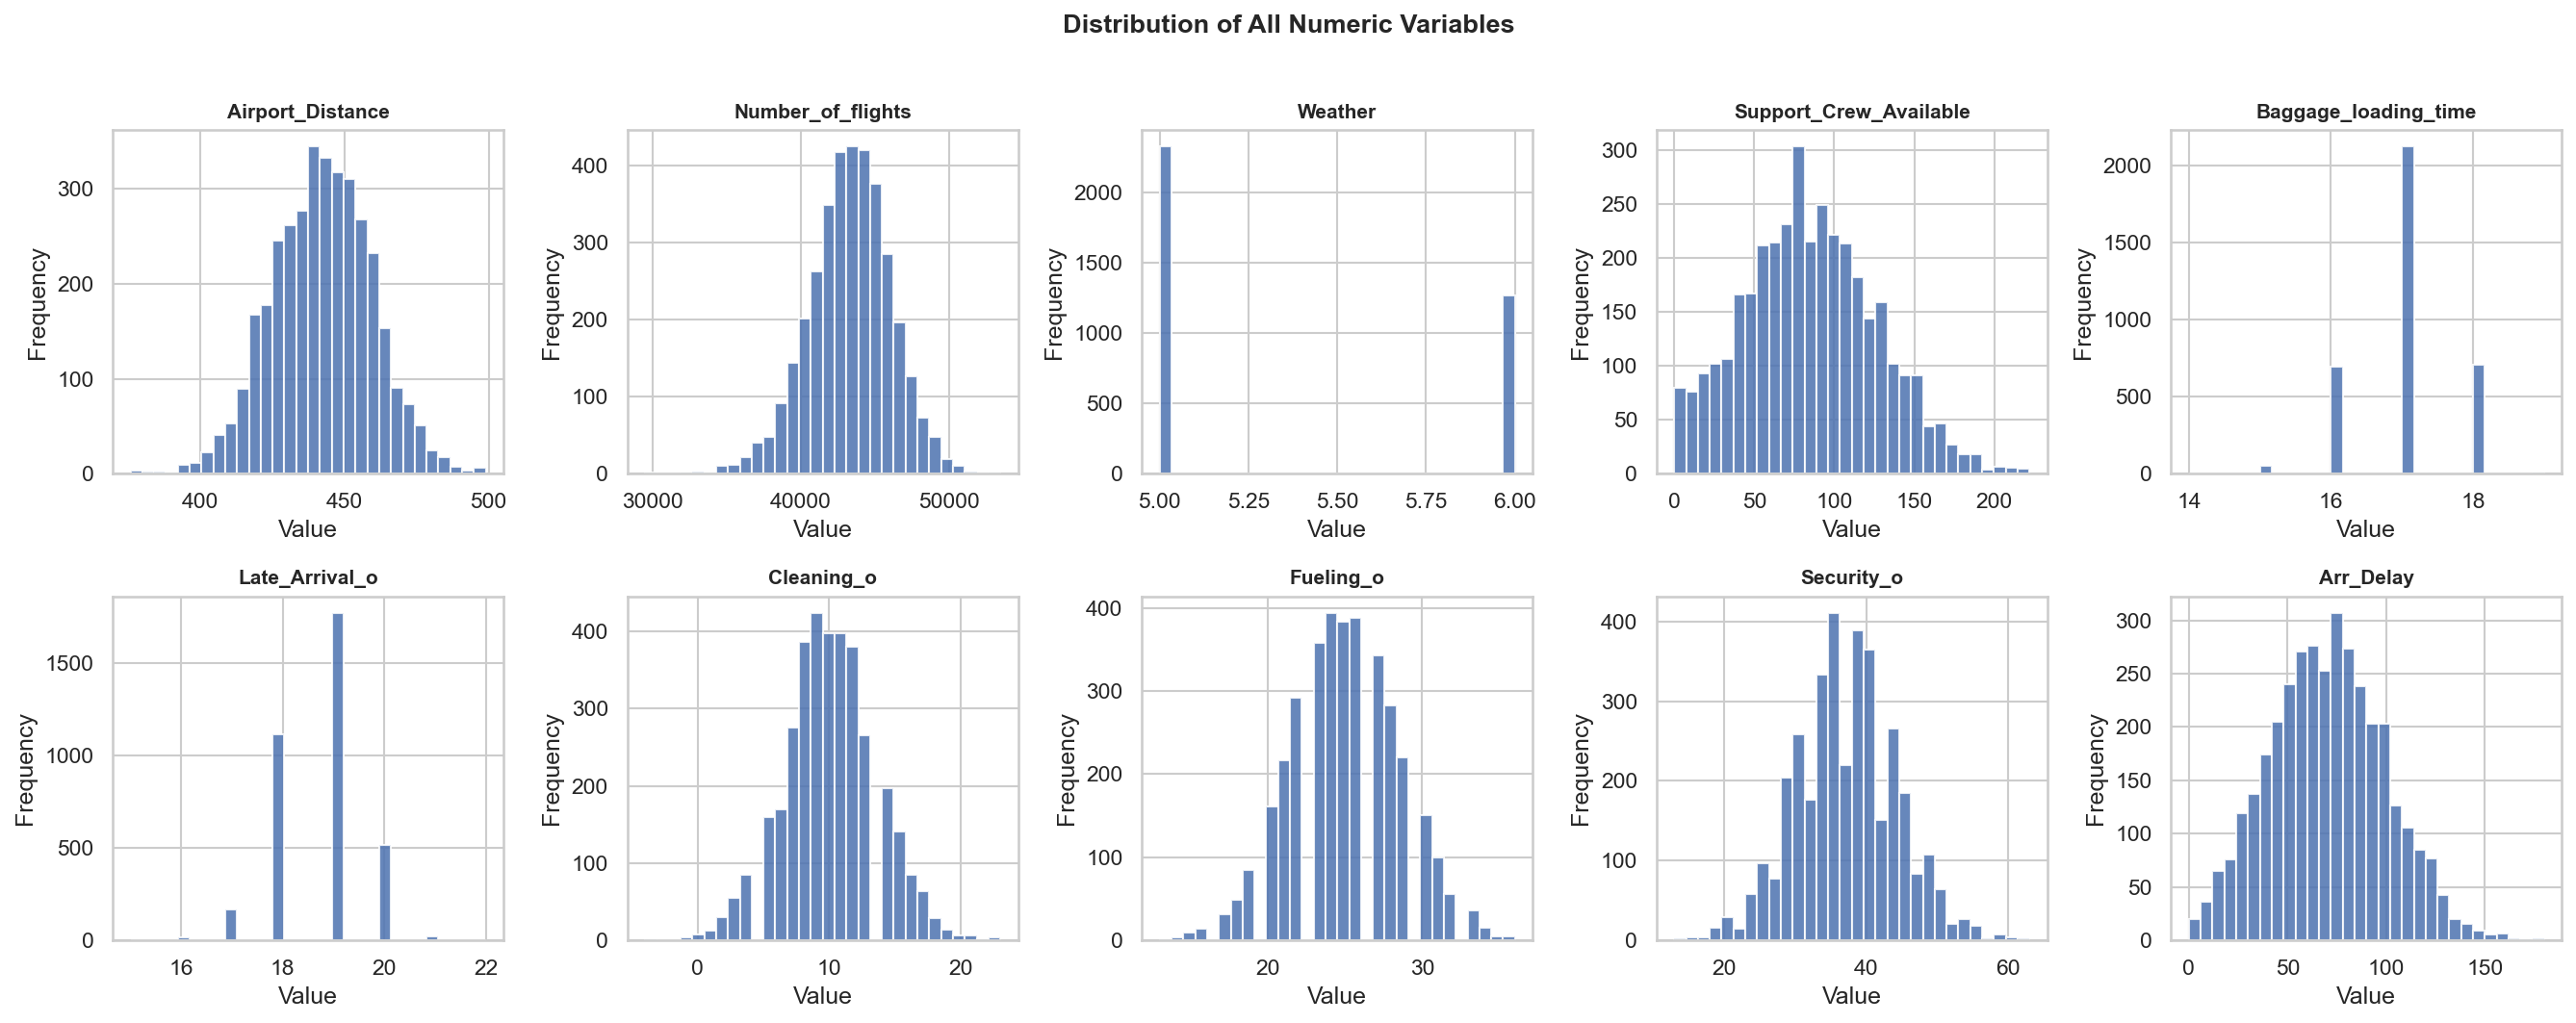 Distribution of All Numeric Variables
Airport_Distance
Frequency
300
200
100
0
400 450 500
Value
Number_of_flights
Frequency
400
300
200
100
0
30000 40000 50000
Value
Weather
Frequency
2000
1500
1000
500
0
5.00 5.25 5.50 5.75 6.00
Value
Support_Crew_Available
Frequency
300
250
200
150
100
50
0
0 50 100 150 200
Value
Baggage_loading_time
Frequency
2000
1500
1000
500
0
14 16 18
Value
Late_Arrival_o
Frequency
1500
1000
500
0
16 18 20 22
Value
Cleaning_o
Frequency
400
300
200
100
0
0 10 20
Value
Fueling_o
Frequency
400
300
200
100
0
20 30
Value
Security_o
Frequency
400
300
200
100
0
20 40 60
Value
Arr_Delay
Frequency
300
250
200
150
100
50
0
0 50 100 150
Value